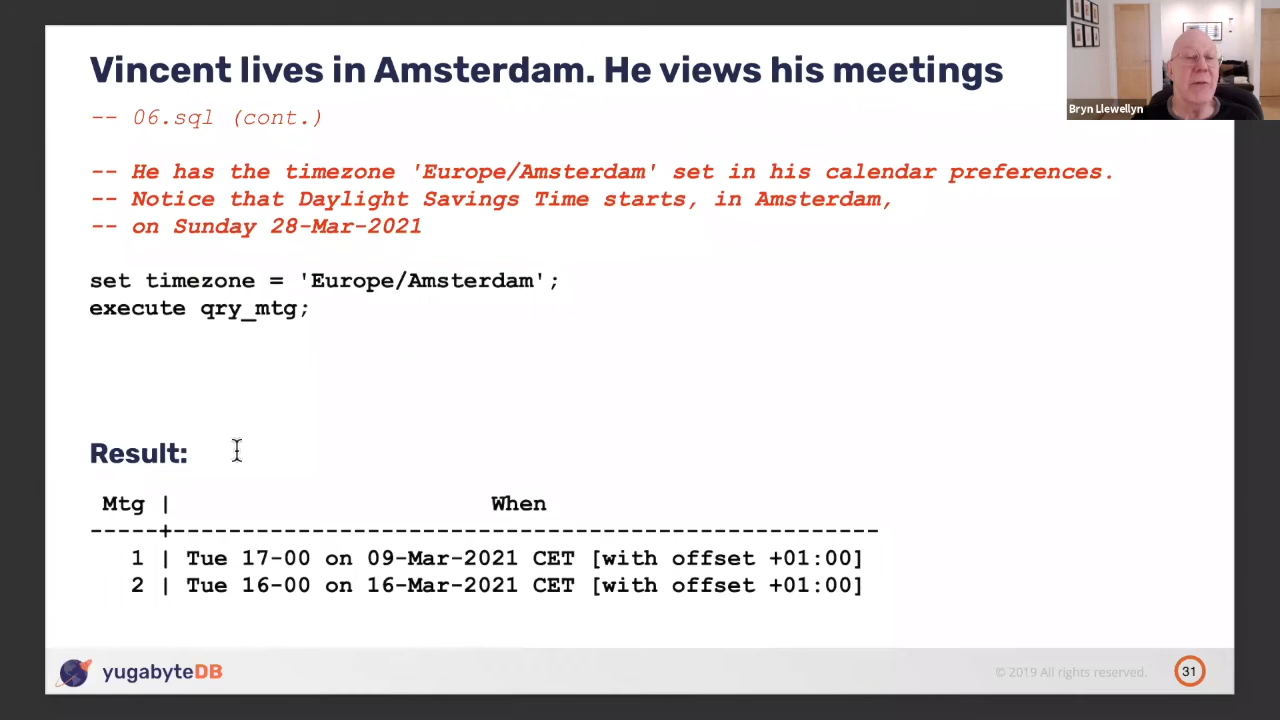 Vincent lives in Amsterdam. He views his meetings
Bryn Llewellyn
-- 06.sql (cont.)
-- He has the timezone 'Europe/Amsterdam' set in his calendar preferences.
-- Notice that Daylight Savings Time starts, in Amsterdam,
-- on Sunday 28-Mar-2021
set timezone = 'Europe/Amsterdam';
execute qry_mtg;
Result:
Mtg | When
-----+---------------------------------------------------
1 | Tue 17-00 on 09-Mar-2021 CET [with offset +01:00]
2 | Tue 16-00 on 16-Mar-2021 CET [with offset +01:00]
yugabyteDB
© 2019 All rights reserved.
31